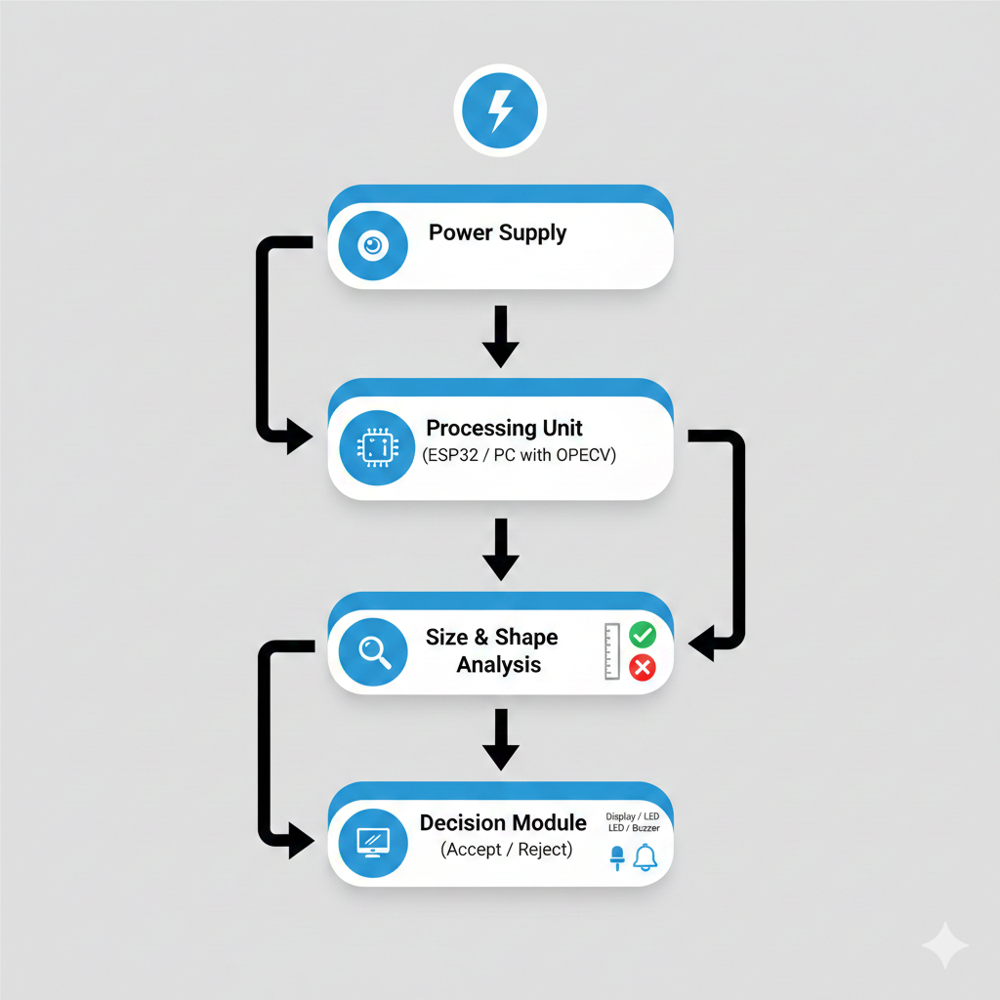 Power Supply
Processing Unit
(ESP32 / PC with OPECV)
Size & Shape
Analysis
Decision Module
(Accept / Reject)
Display / LED
LED / Buzzer